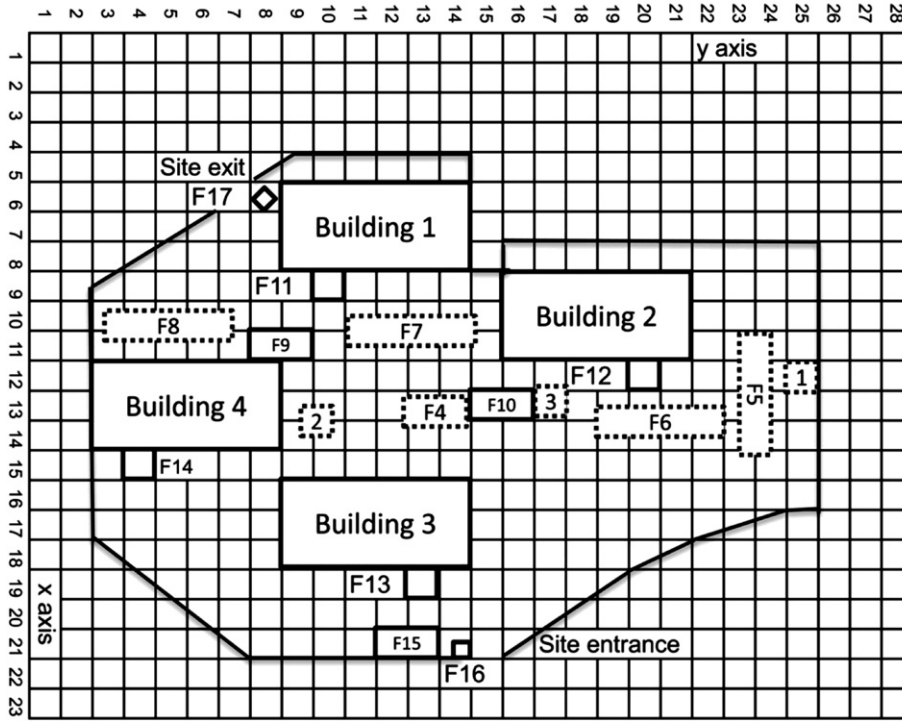 1 2 3 4 5 6 7 8 9 10 11 12 13 14 15 16 17 18 19 20 21 22 23 24 25 26 27 28
y axis
1
2
3
4
Site exit
5
F17
6
Building 1
7
8
F11
9
F8
F7
Building 2
10
F9
11
F12
1
12
Building 4
2
F4
F10
3
F6
F5
13
14
F14
15
16
Building 3
17
18
F13
19
x axis
20
F15
Site entrance
21
F16
22
23